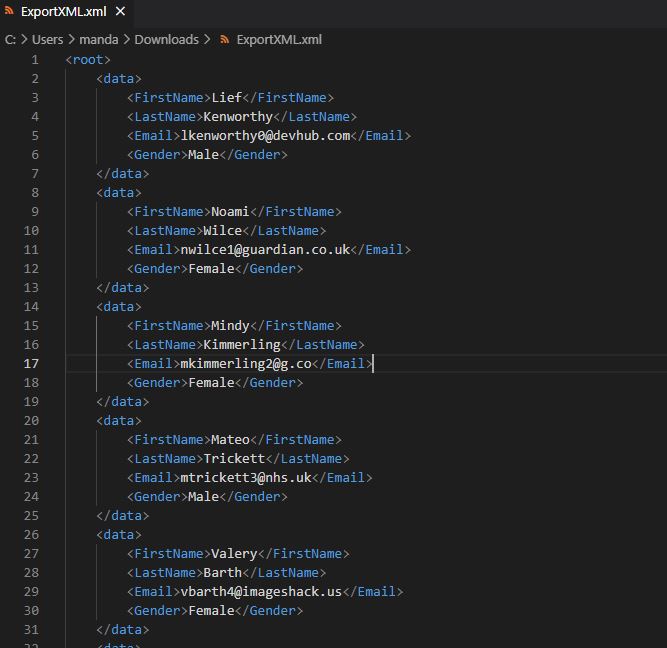 ExportXML.xml ×
C: > Users > manda > Downloads > ExportXML.xml
1 <root>
2 <data>
3 <FirstName>Lief</FirstName>
4 <LastName>Kenworthy</LastName>
5 <Email>lkenworthy0@devhub.com</Email>
6 <Gender>Male</Gender>
7 </data>
8 <data>
9 <FirstName>Noami</FirstName>
10 <LastName>Wilce</LastName>
11 <Email>nwilce1@guardian.co.uk</Email>
12 <Gender>Female</Gender>
13 </data>
14 <data>
15 <FirstName>Mindy</FirstName>
16 <LastName>Kimmerling</LastName>
17 <Email>mkimmerling2@g.co</Email>
18 <Gender>Female</Gender>
19 </data>
20 <data>
21 <FirstName>Mateo</FirstName>
22 <LastName>Trickett</LastName>
23 <Email>mtrickett3@nhs.uk</Email>
24 <Gender>Male</Gender>
25 </data>
26 <data>
27 <FirstName>Valery</FirstName>
28 <LastName>Barth</LastName>
29 <Email>vbarth4@imageshack.us</Email>
30 <Gender>Female</Gender>
31 </data>
32 <data>